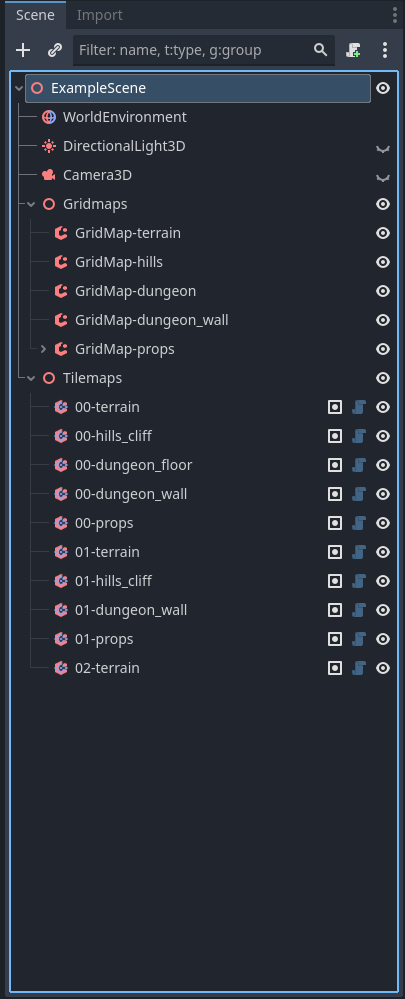 Scene Import
Filter: name, t:type, g:group
ExampleScene
WorldEnvironment
DirectionalLight3D
Camera3D
Gridmaps
GridMap-terrain
GridMap-hills
GridMap-dungeon
GridMap-dungeon_wall
GridMap-props
Tilemaps
00-terrain
00-hills_cliff
00-dungeon_floor
00-dungeon_wall
00-props
01-terrain
01-hills_cliff
01-dungeon_wall
01-props
02-terrain